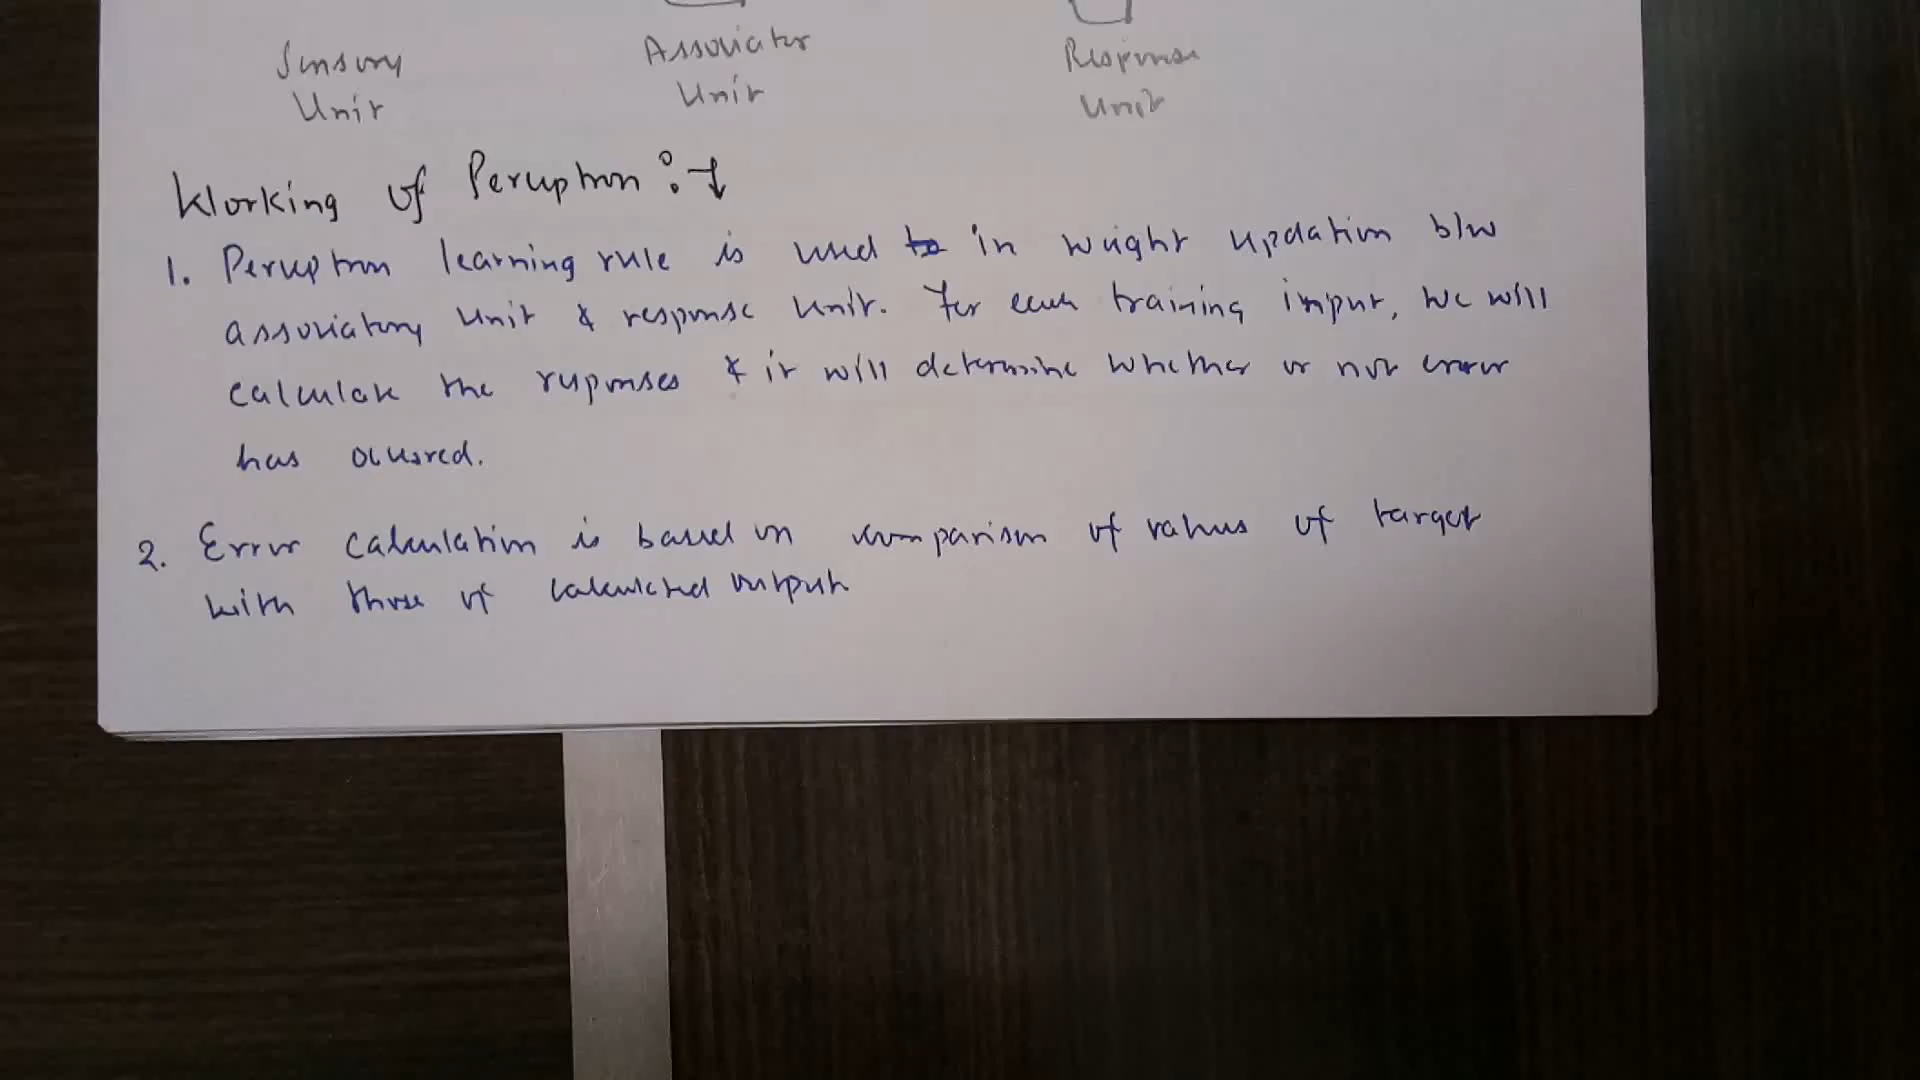 Sensory Associator Response
Unit Unit Unit
Working of Perceptron :-
1. Perceptron learning rule is used in weight updation b/w
associatory unit & response unit. For each training input, we will
calculate the responses & it will determine whether or not error
has occured.
2. Error calculation is based on comparison of values of target
with those of calculated output